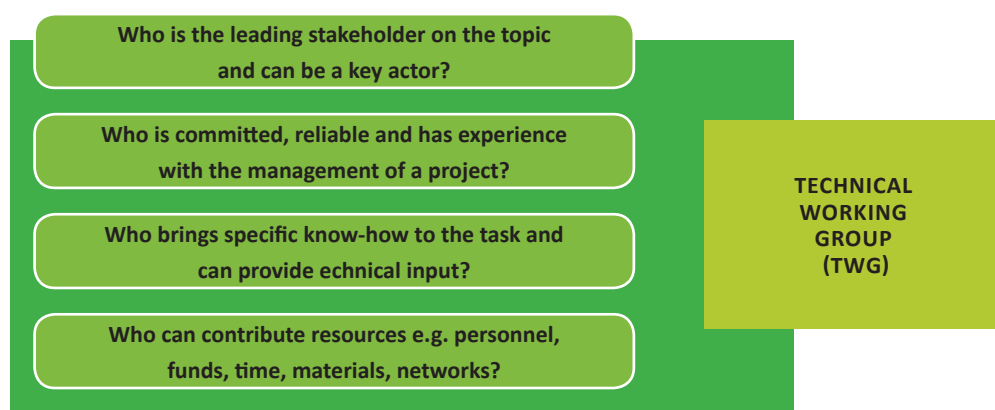 Who is the leading stakeholder on the topic
and can be a key actor?
Who is committed, reliable and has experience
with the management of a project?
Who brings specific know-how to the task and
can provide echnical input?
Who can contribute resources e.g. personnel,
funds, time, materials, networks?
TECHNICAL
WORKING
GROUP
(TWG)